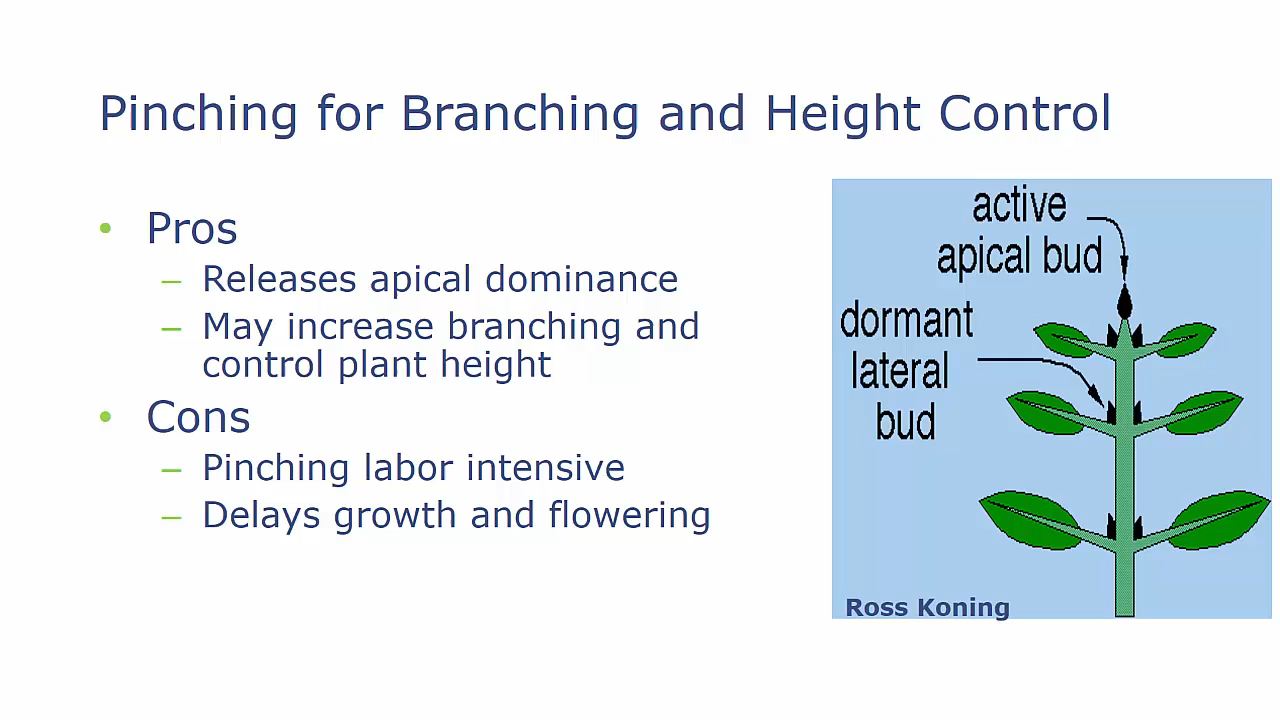 Pinching for Branching and Height Control
• Pros
– Releases apical dominance
– May increase branching and
control plant height
• Cons
– Pinching labor intensive
– Delays growth and flowering
active
apical bud
dormant
lateral
bud
Ross Koning